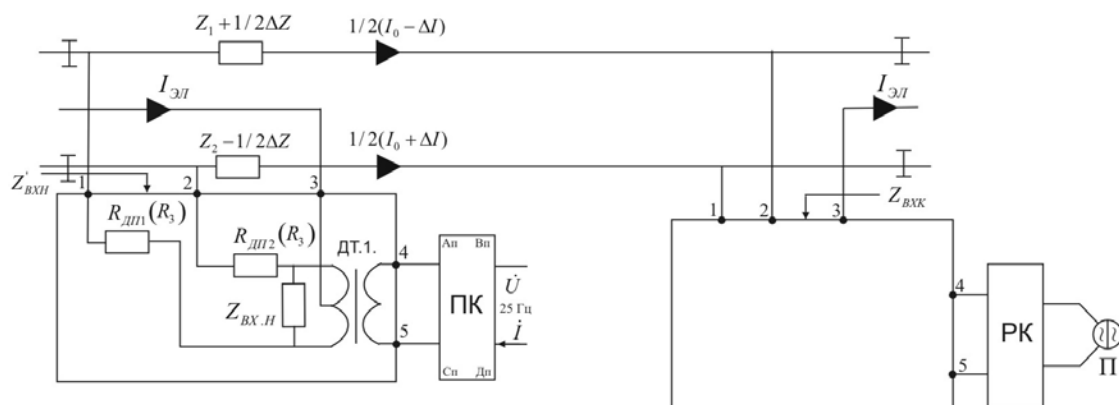 Z₁ + 1/2ΔZ
1/2(I₀ − ΔI)
I_ЭЛ
I_ЭЛ
Z₂ − 1/2ΔZ
1/2(I₀ + ΔI)
Z'_ВХН
1 2 3
1 2 3
Z_ВХК
R_ДП1 (R₃)
R_ДП2 (R₃)
ДТ.1.
Z_ВХ.Н
4
5
Ап Вп
ПК
Сп Дп
U̇
25 Гц
İ
4
5
РК
П